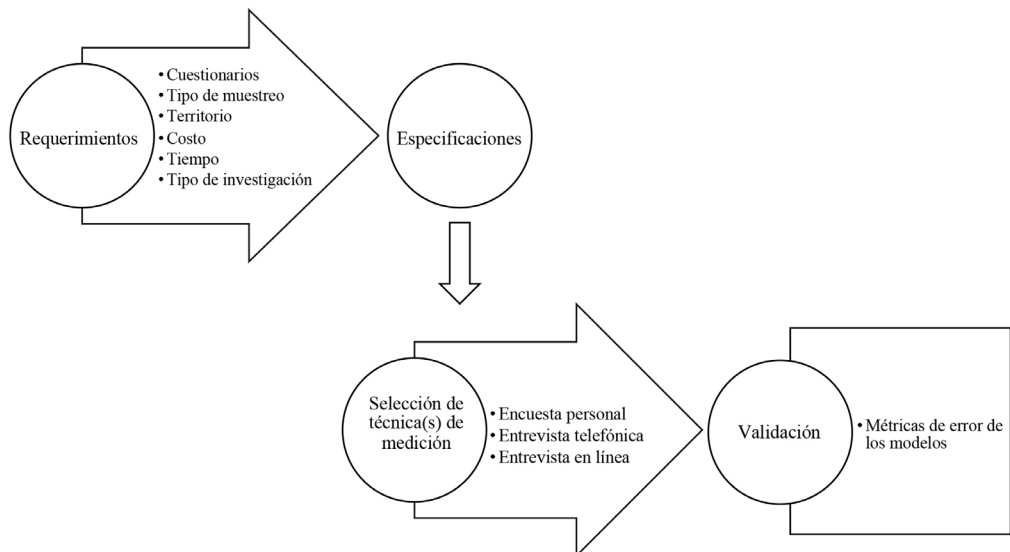 Requerimientos
• Cuestionarios
• Tipo de muestreo
• Territorio
• Costo
• Tiempo
• Tipo de investigación
Especificaciones
Selección de
técnica(s) de
medición
• Encuesta personal
• Entrevista telefónica
• Entrevista en línea
Validación
• Métricas de error de
los modelos